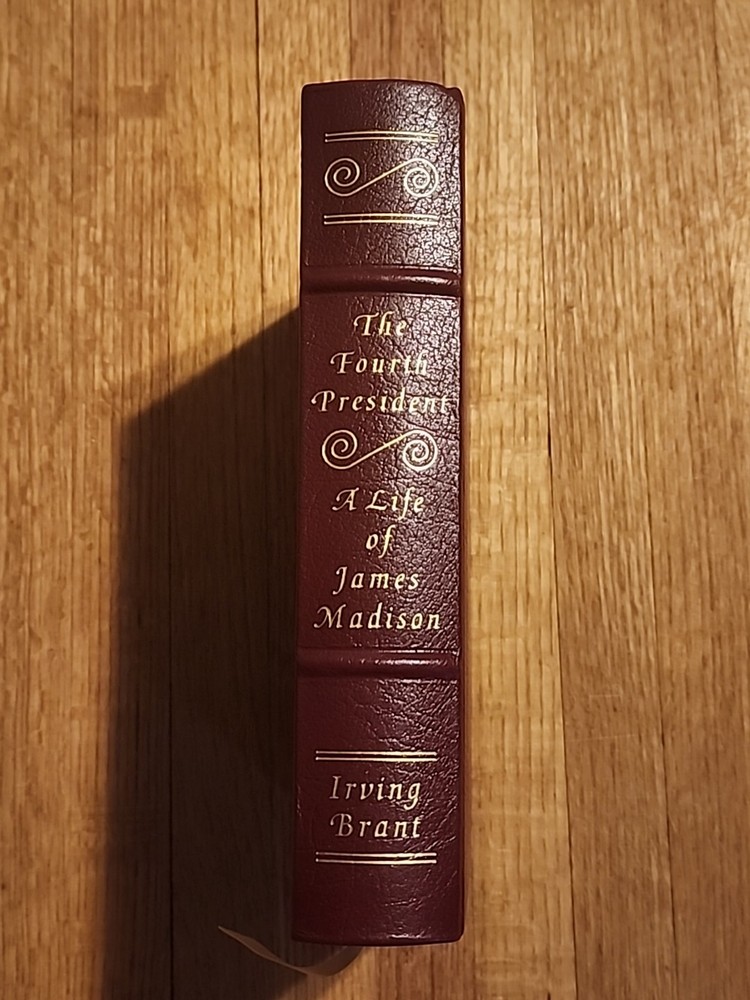 The
Fourth
President
A Life
of
James
Madison
Irving
Brant